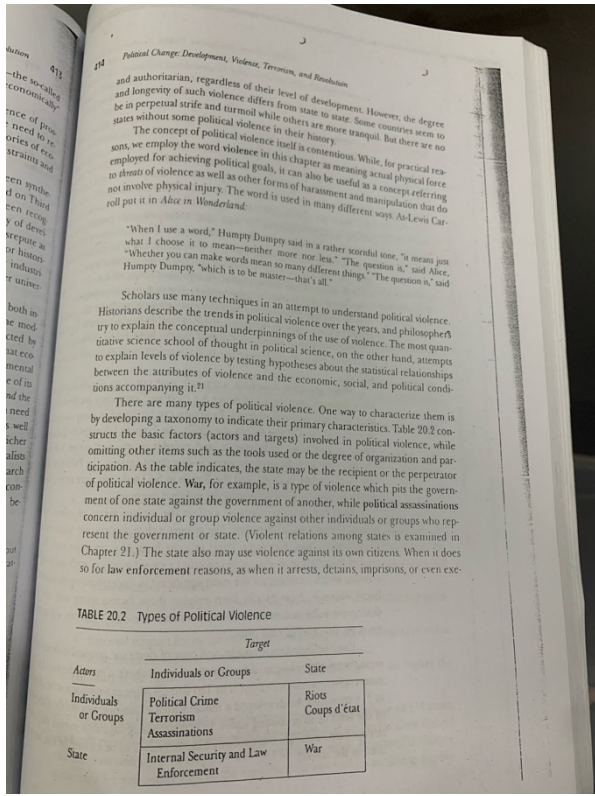 413
414
Political Change: Development, Violence, Terrorism, and Revolution
and authoritarian, regardless of their level of development. However, the degree
and longevity of such violence differs from state to state. Some countries seem to
be in perpetual strife and turmoil while others are more tranquil. But there are no
states without some political violence in their history.
The concept of political violence itself is contentious. While, for practical rea-
sons, we employ the word violence in this chapter as meaning actual physical force
employed for achieving political goals, it can also be useful as a concept referring
to threats of violence as well as other forms of harassment and manipulation that do
not involve physical injury. The word is used in many different ways. As Lewis Car-
roll put it in Alice in Wonderland:
"When I use a word," Humpty Dumpty said in a rather scornful tone, "it means just
what I choose it to mean—neither more nor less." "The question is," said Alice,
"Whether you can make words mean so many different things." "The question is," said
Humpty Dumpty, "which is to be master—that's all."
Scholars use many techniques in an attempt to understand political violence.
Historians describe the trends in political violence over the years, and philosophers
try to explain the conceptual underpinnings of the use of violence. The most quan-
titative science school of thought in political science, on the other hand, attempts
to explain levels of violence by testing hypotheses about the statistical relationships
between the attributes of violence and the economic, social, and political condi-
tions accompanying it.21
There are many types of political violence. One way to characterize them is
by developing a taxonomy to indicate their primary characteristics. Table 20.2 con-
structs the basic factors (actors and targets) involved in political violence, while
omitting other items such as the tools used or the degree of organization and par-
ticipation. As the table indicates, the state may be the recipient or the perpetrator
of political violence. War, for example, is a type of violence which pits the govern-
ment of one state against the government of another, while political assassinations
concern individual or group violence against other individuals or groups who rep-
resent the government or state. (Violent relations among states is examined in
Chapter 21.) The state also may use violence against its own citizens. When it does
so for law enforcement reasons, as when it arrests, detains, imprisons, or even exe-
TABLE 20.2 Types of Political Violence
Target
Actors Individuals or Groups State
Individuals or Groups
Political Crime
Terrorism
Assassinations
Riots
Coups d'état
State
Internal Security and Law
Enforcement
War